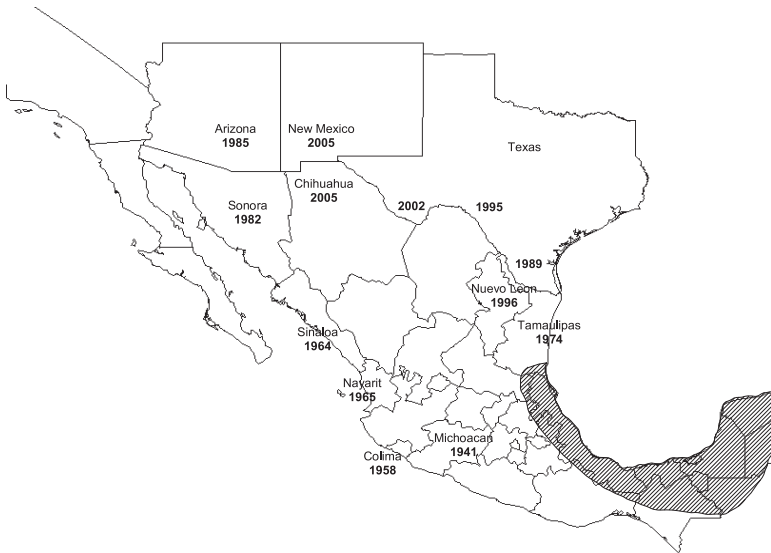 Arizona
1985
New Mexico
2005
Texas
Chihuahua
2005
Sonora
1982
2002
1995
1989
Nuevo Leon
1996
Tamaulipas
1974
Sinaloa
1964
Nayarit
1965
Michoacan
1941
Colima
1958